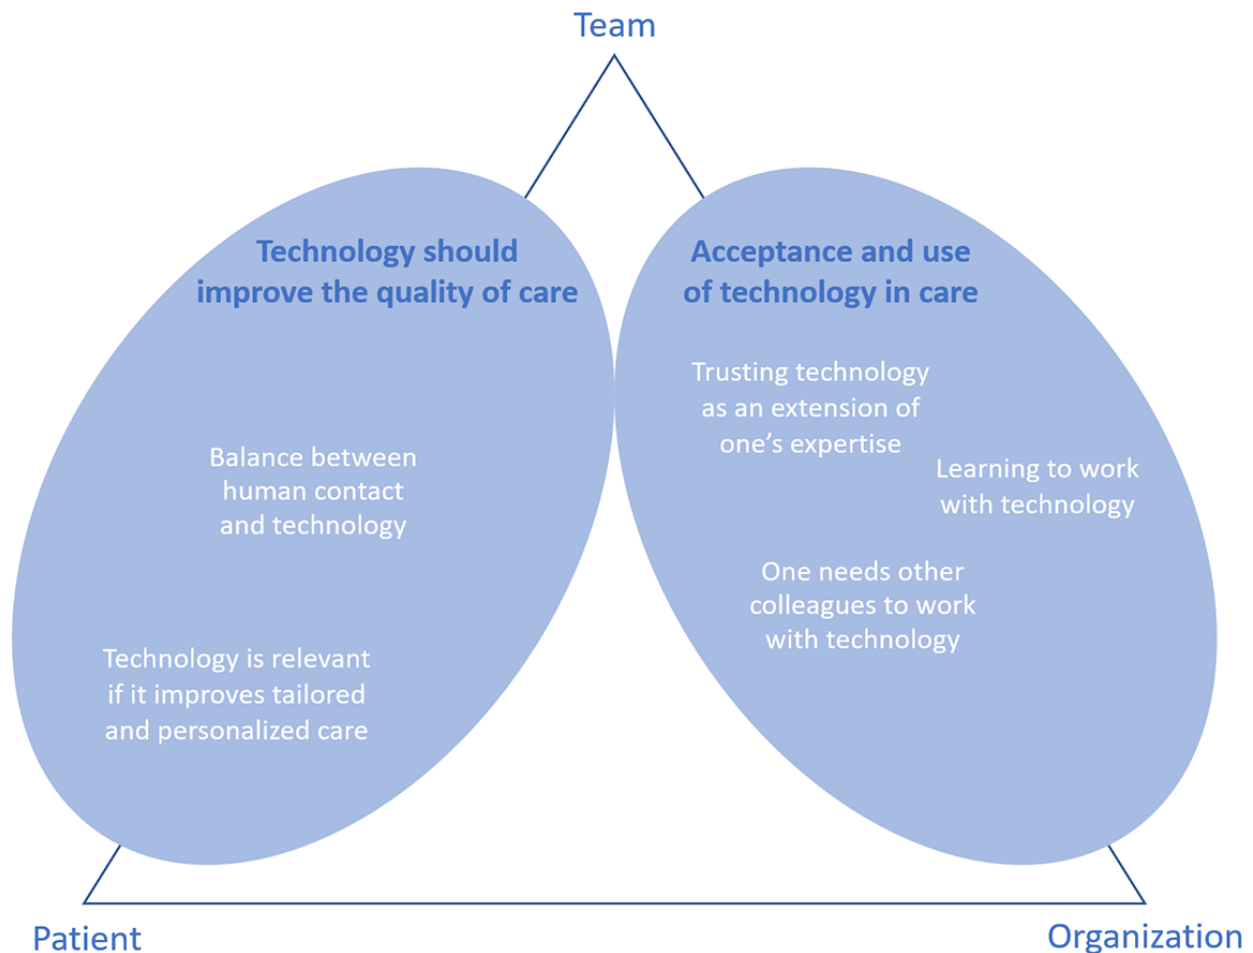 Team
Technology should
improve the quality of care
Balance between
human contact
and technology
Technology is relevant
if it improves tailored
and personalized care
Acceptance and use
of technology in care
Trusting technology
as an extension of
one’s expertise
Learning to work
with technology
One needs other
colleagues to work
with technology
Patient
Organization